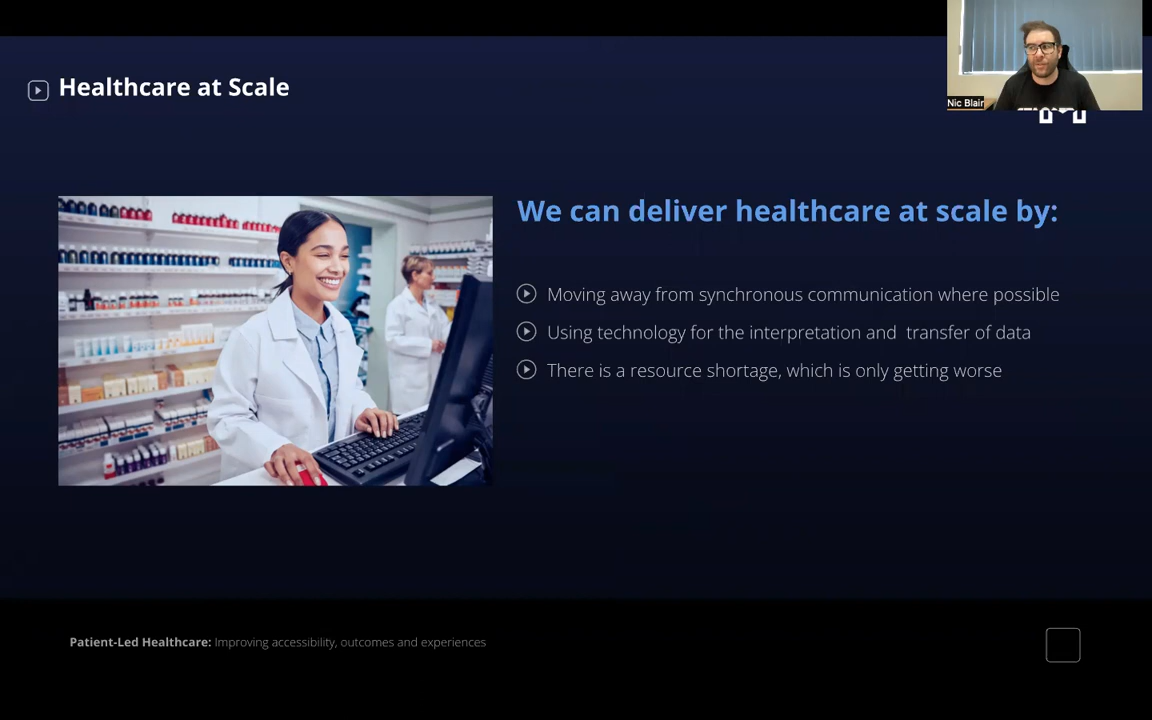 Healthcare at Scale
Nic Blair
We can deliver healthcare at scale by:
Moving away from synchronous communication where possible
Using technology for the interpretation and  transfer of data
There is a resource shortage, which is only getting worse
Patient-Led Healthcare: Improving accessibility, outcomes and experiences